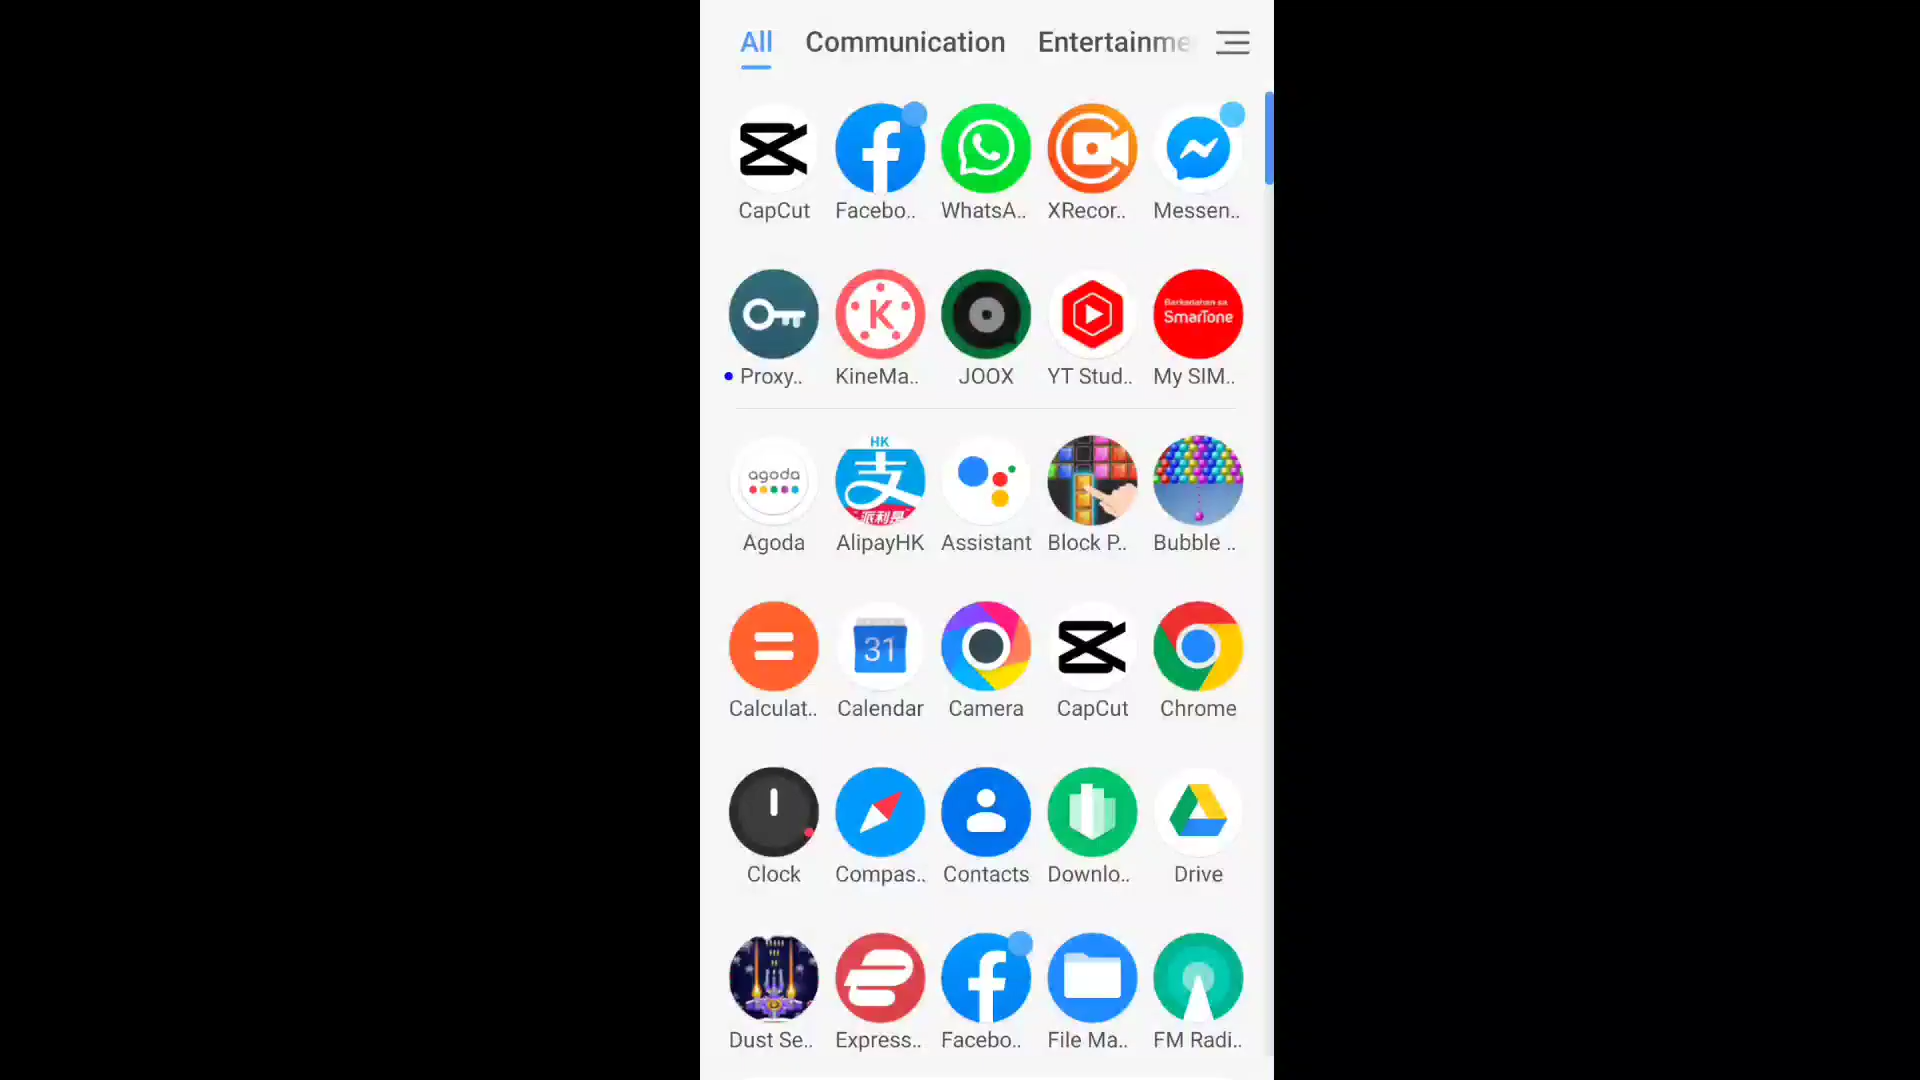 All Communication Entertainme
CapCut Facebo.. WhatsA.. XRecor.. Messen..
SmarTone
Proxy.. KineMa.. JOOX YT Stud.. My SIM..
agoda HK 支
Agoda AlipayHK Assistant Block P.. Bubble ..
31
Calculat.. Calendar Camera CapCut Chrome
Clock Compas.. Contacts Downlo.. Drive
Dust Se.. Express.. Facebo.. File Ma.. FM Radi..